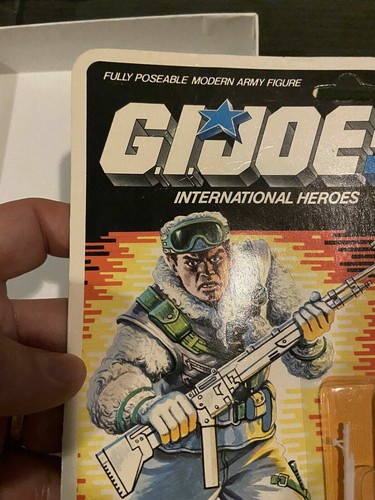 FULLY POSEABLE MODERN ARMY FIGURE
G.I.JOE
INTERNATIONAL HEROES